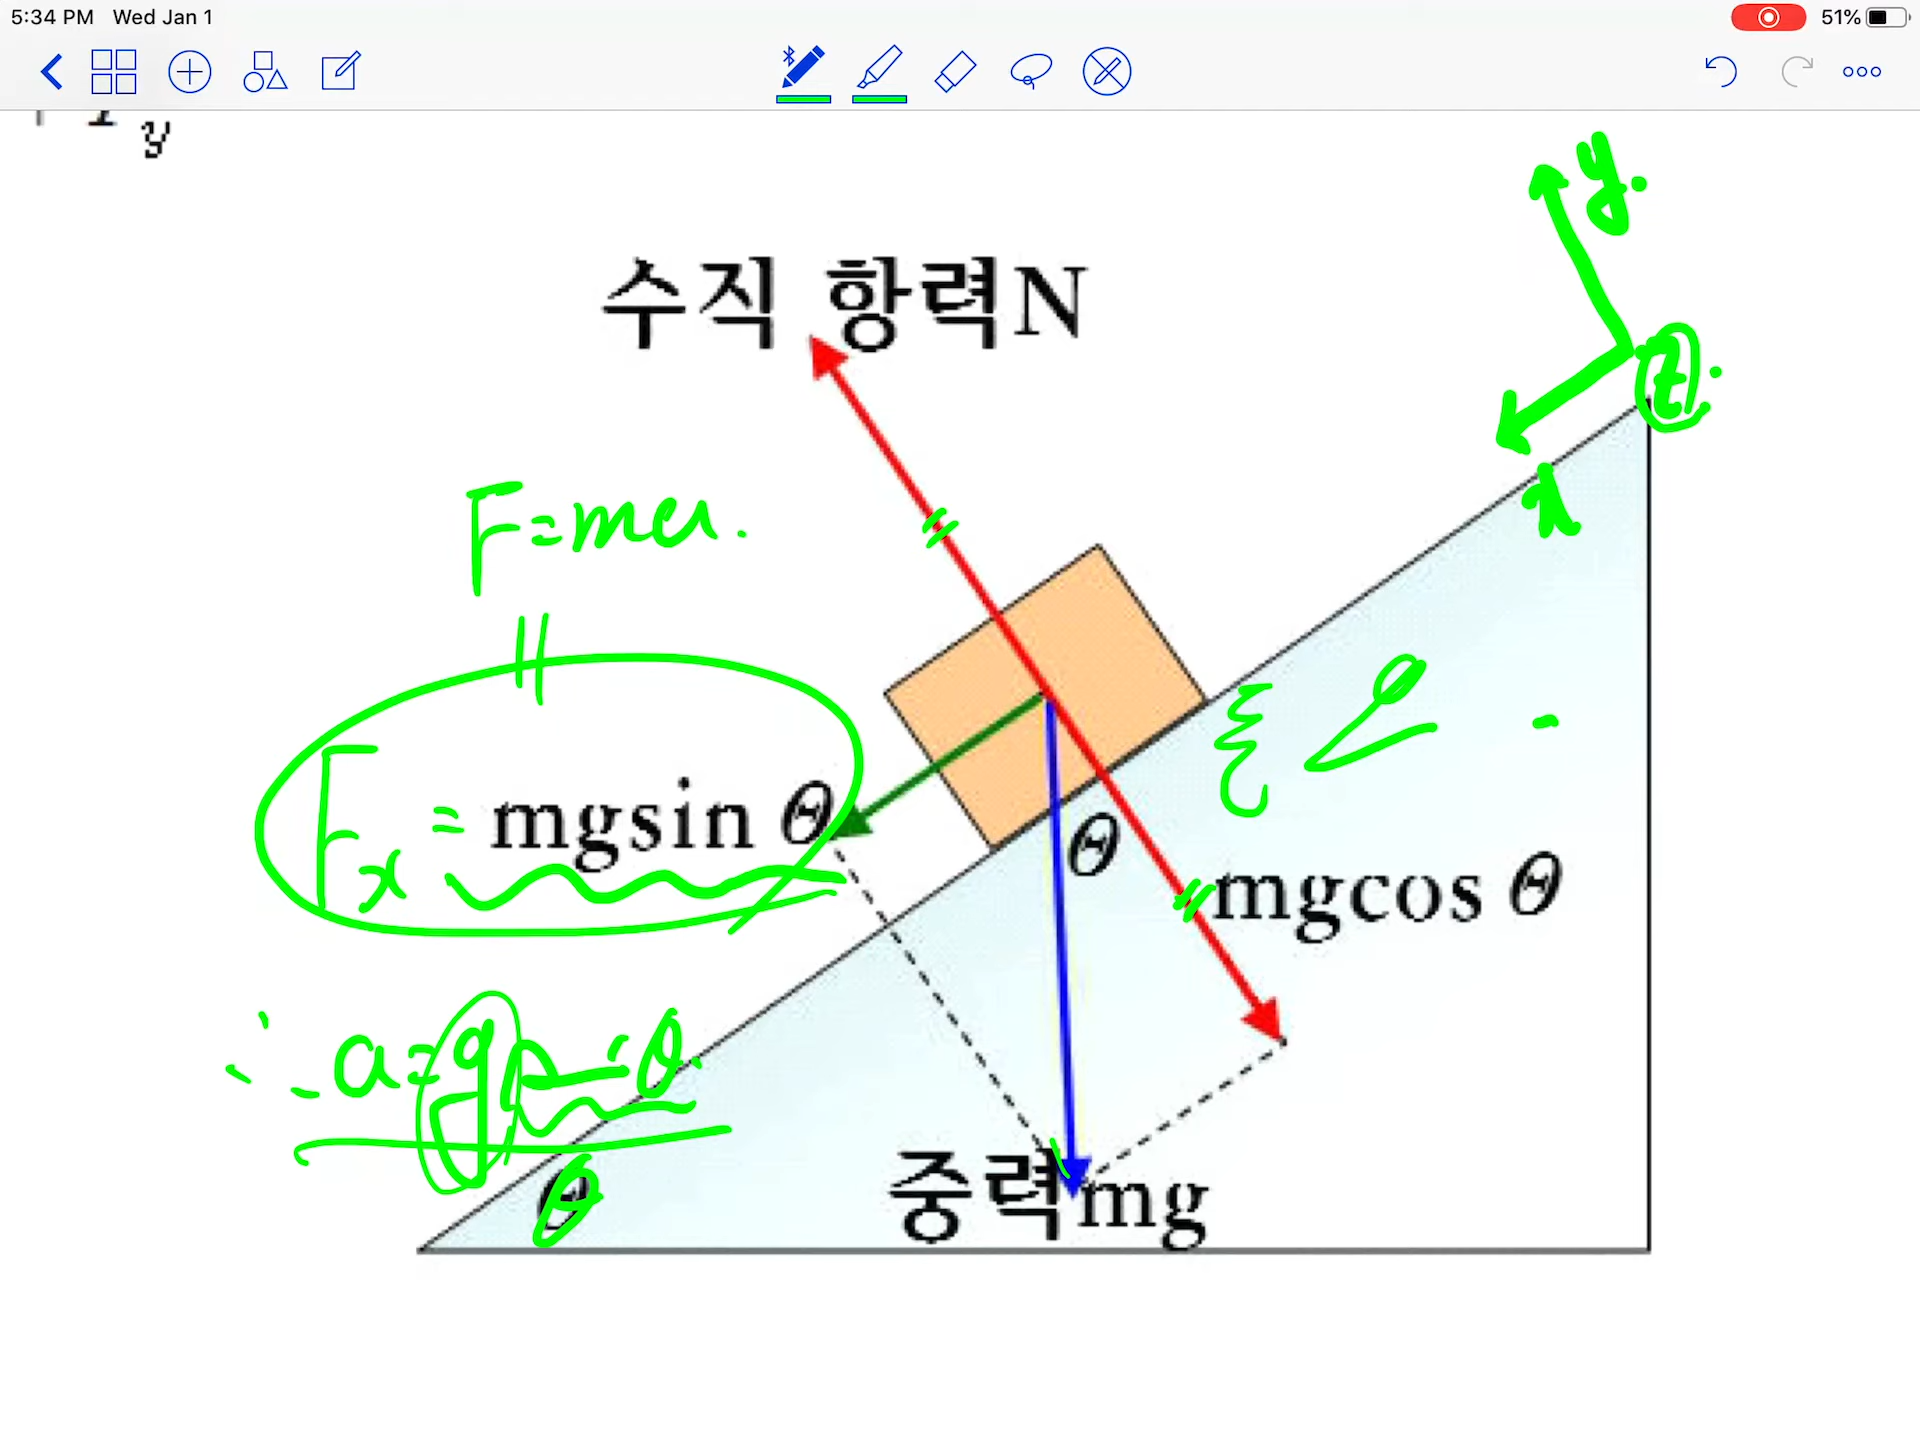 5:34 PM Wed Jan 1
51%
y
y.
수직 항력N
z.
x
F=ma.
Fx = mgsin θ
θ
mgcos θ
∴ a=gsinθ.
θ
중력mg